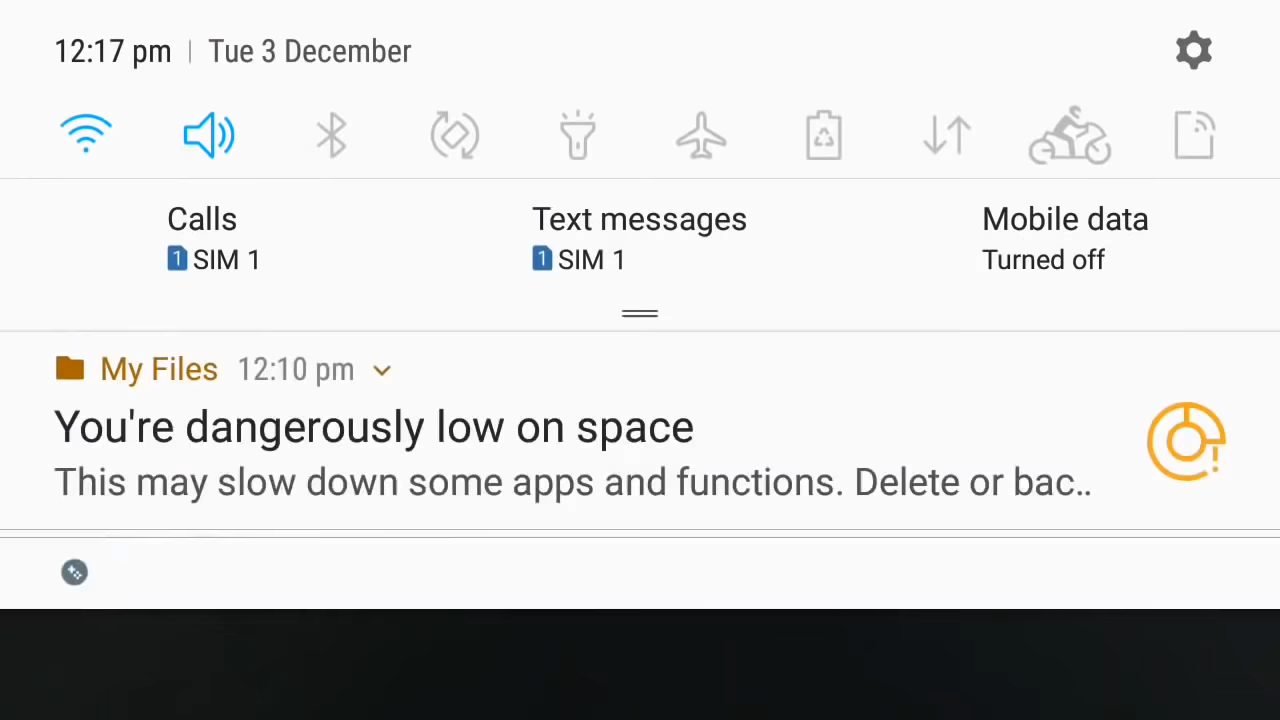 12:17 pm | Tue 3 December
Calls Text messages Mobile data
1 SIM 1 1 SIM 1 Turned off
My Files 12:10 pm
You're dangerously low on space
This may slow down some apps and functions. Delete or bac..